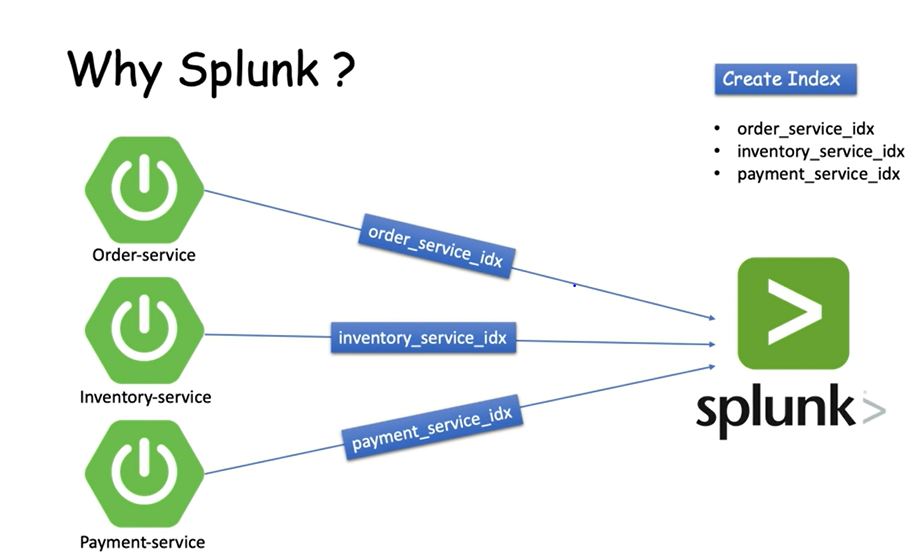 Why Splunk ?
Create Index
• order_service_idx
• inventory_service_idx
• payment_service_idx
order_service_idx
Order-service
inventory_service_idx
Inventory-service
payment_service_idx
Payment-service
splunk>